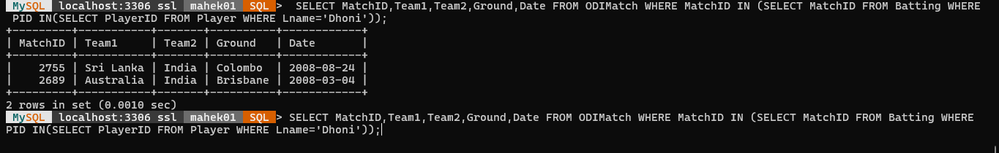 MySQL localhost:3306 ssl mahek01 SQL > SELECT MatchID,Team1,Team2,Ground,Date FROM ODIMatch WHERE MatchID IN (SELECT MatchID FROM Batting WHERE
PID IN(SELECT PlayerID FROM Player WHERE Lname='Dhoni'));
+---------+-----------+-------+----------+------------+
| MatchID | Team1     | Team2 | Ground   | Date       |
+---------+-----------+-------+----------+------------+
|    2755 | Sri Lanka | India | Colombo  | 2008-08-24 |
|    2689 | Australia | India | Brisbane | 2008-03-04 |
+---------+-----------+-------+----------+------------+
2 rows in set (0.0010 sec)
MySQL localhost:3306 ssl mahek01 SQL > SELECT MatchID,Team1,Team2,Ground,Date FROM ODIMatch WHERE MatchID IN (SELECT MatchID FROM Batting WHERE
PID IN(SELECT PlayerID FROM Player WHERE Lname='Dhoni'));